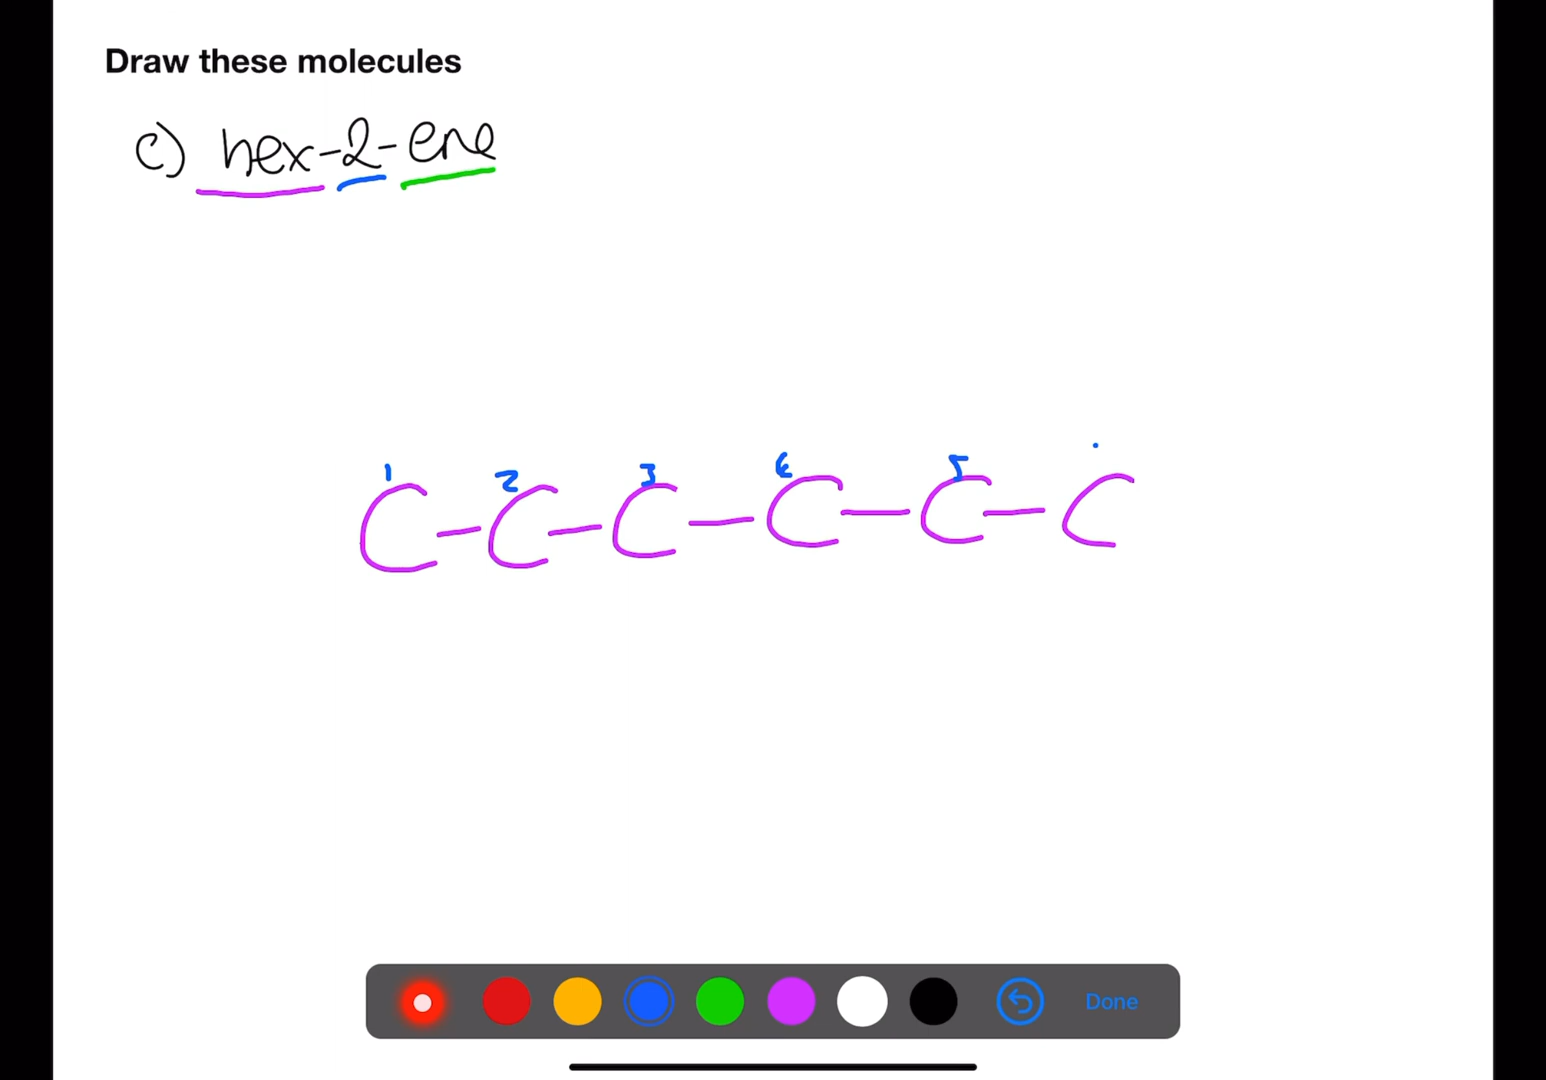 Draw these molecules
c) hex-2-ene
1 2 3 4 5
C-C-C-C-C-C
Done